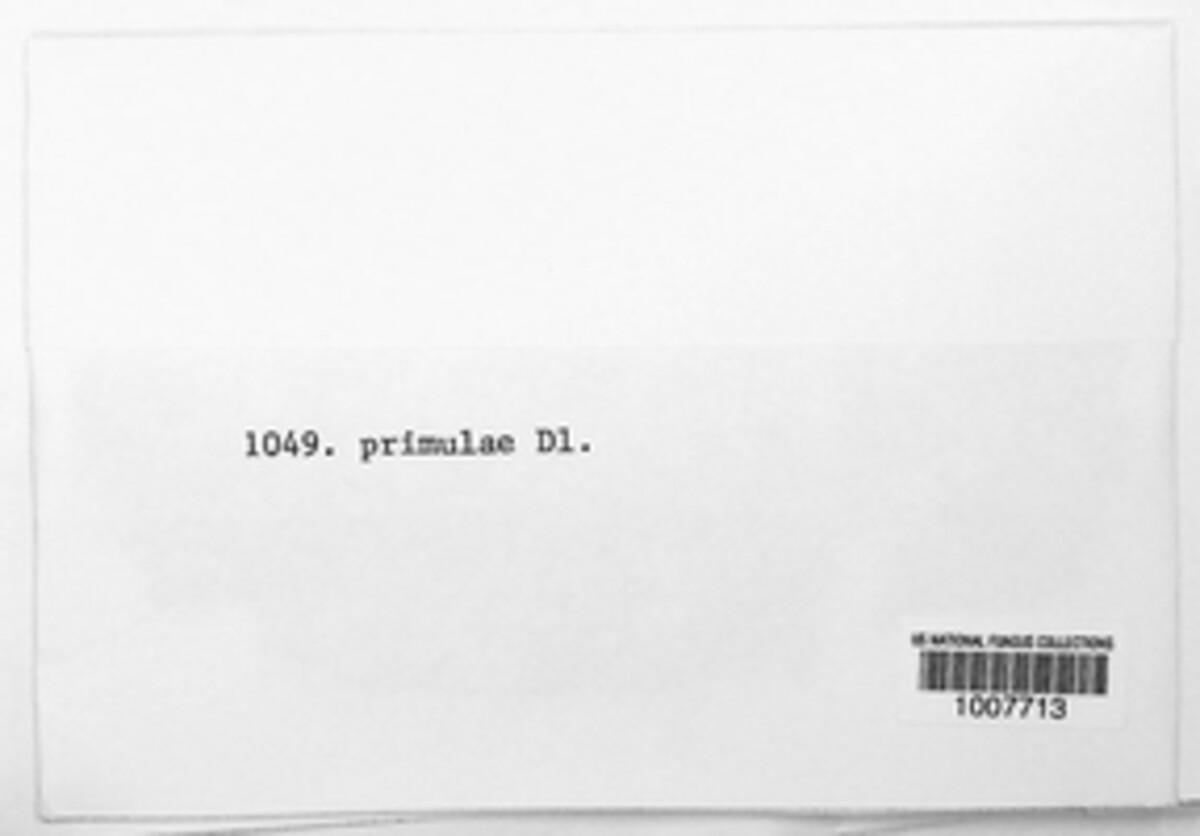 1049. primulae Dl.
US NATIONAL FUNGUS COLLECTIONS
1007713